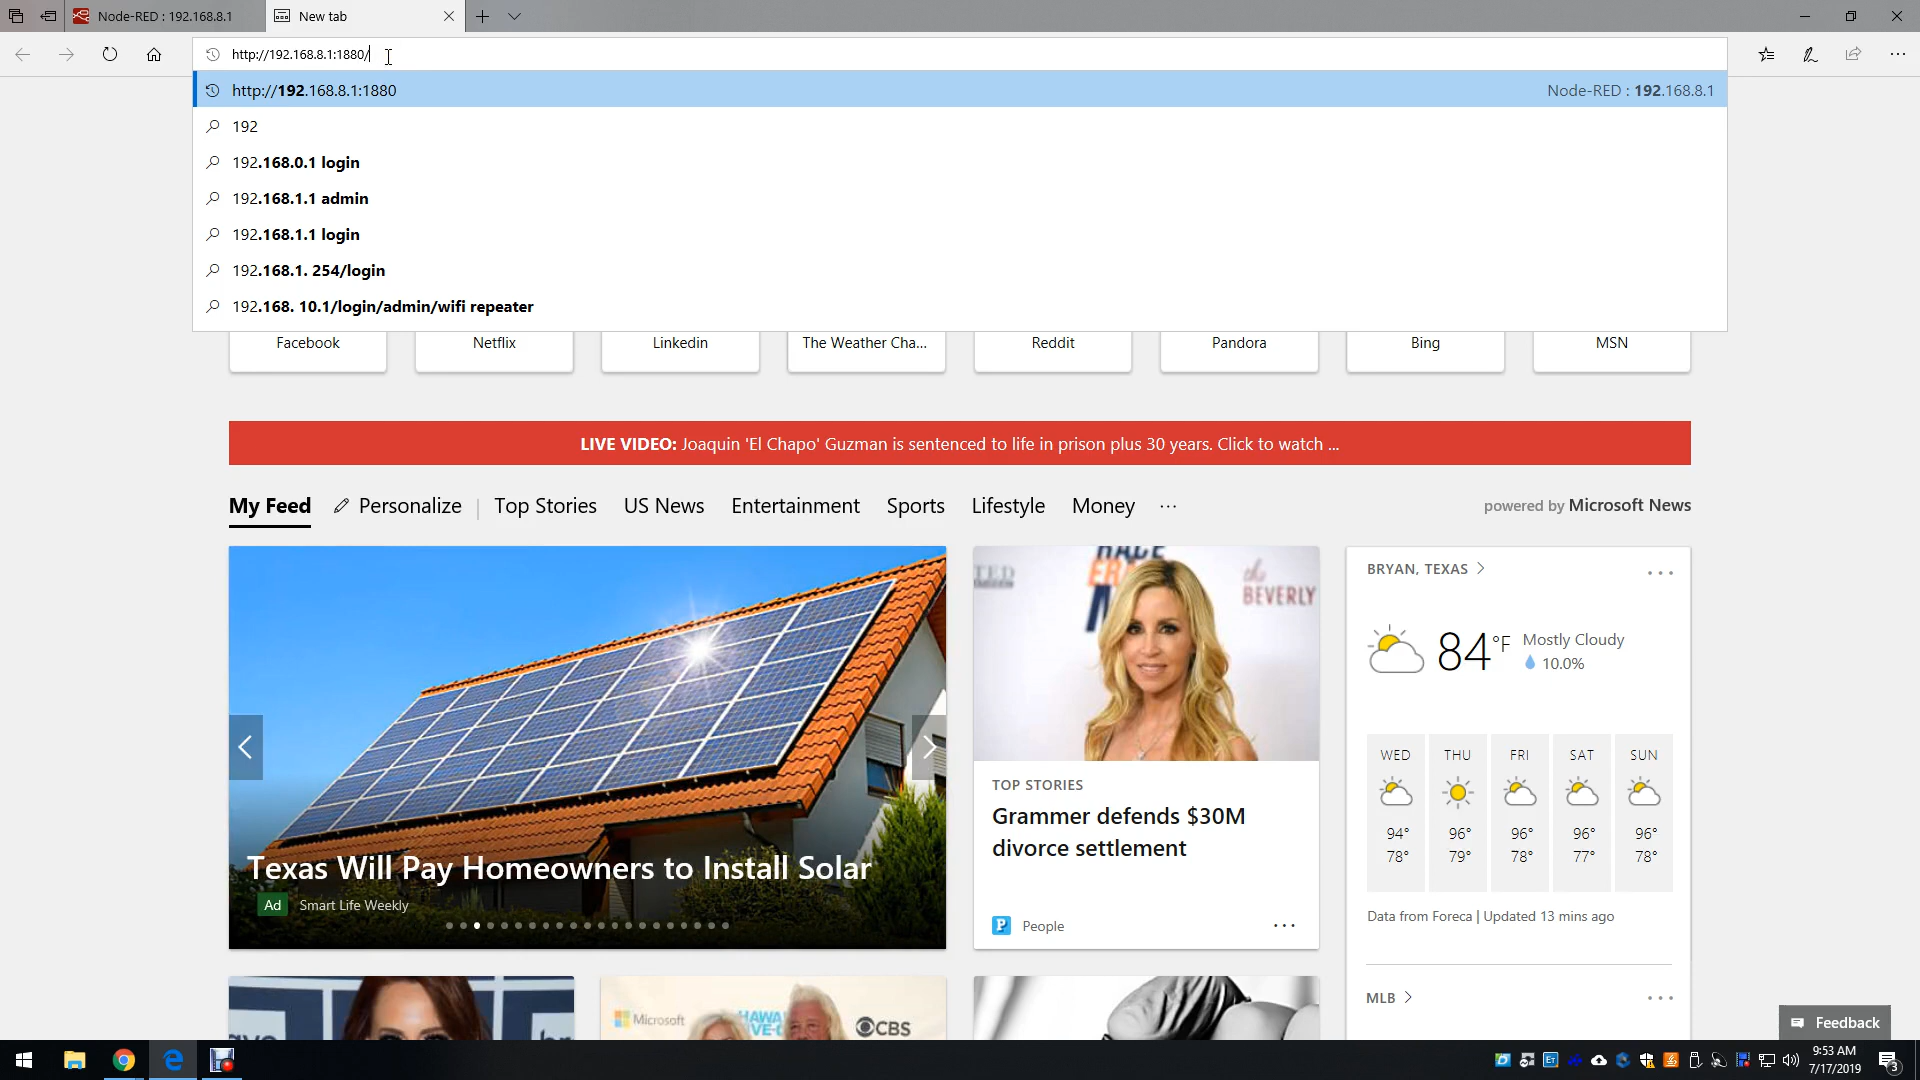 Node-RED : 192.168.8.1
New tab
http://192.168.8.1:1880/
http://192.168.8.1:1880
Node-RED : 192.168.8.1
192
192.168.0.1 login
192.168.1.1 admin
192.168.1.1 login
192.168.1. 254/login
192.168. 10.1/login/admin/wifi repeater
Facebook
Netflix
Linkedin
The Weather Cha...
Reddit
Pandora
Bing
MSN
LIVE VIDEO: Joaquin 'El Chapo' Guzman is sentenced to life in prison plus 30 years. Click to watch ...
My Feed
Personalize
Top Stories
US News
Entertainment
Sports
Lifestyle
Money
powered by Microsoft News
Texas Will Pay Homeowners to Install Solar
Ad
Smart Life Weekly
RACE
BEVERLY
TOP STORIES
Grammer defends $30M
divorce settlement
P
People
BRYAN, TEXAS
84°F
Mostly Cloudy
10.0%
WED
THU
FRI
SAT
SUN
94°
96°
96°
96°
96°
78°
79°
78°
77°
78°
Data from Foreca | Updated 13 mins ago
MLB
Microsoft
CBS
Feedback
9:53 AM
7/17/2019
3